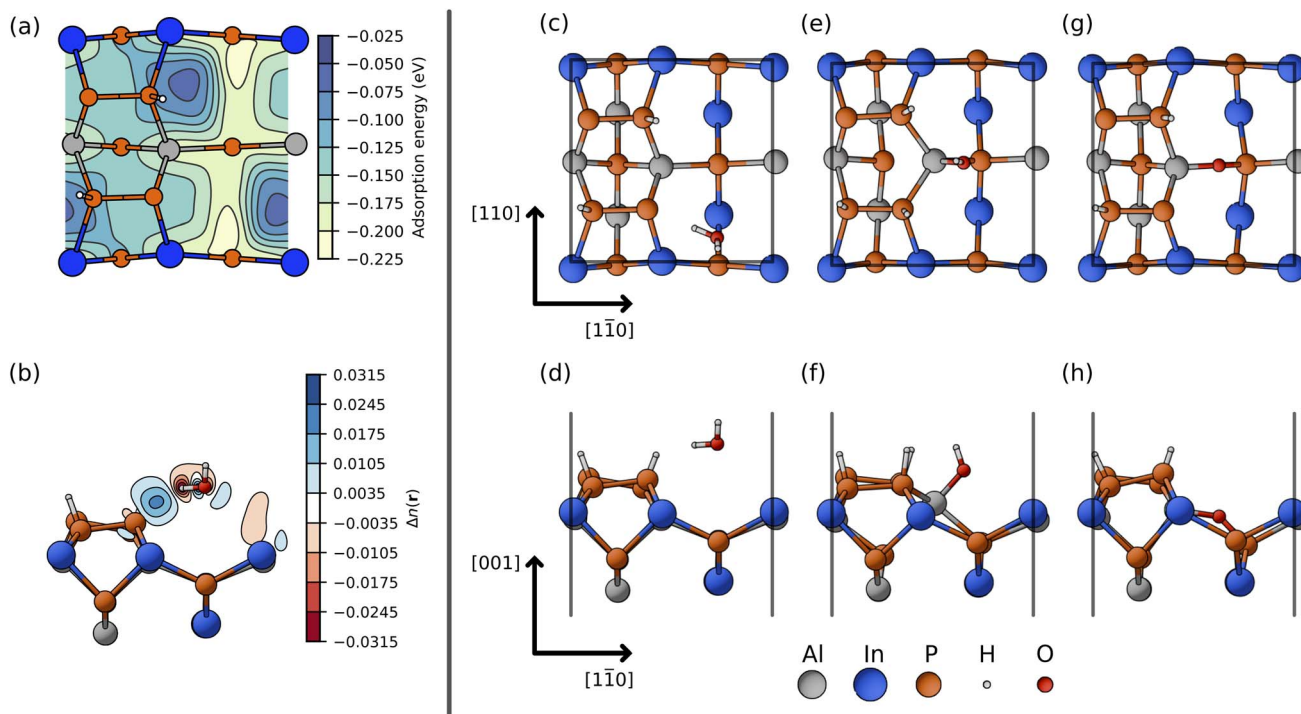 (a)
−0.025
−0.050
−0.075
−0.100
−0.125
−0.150
−0.175
−0.200
−0.225
Adsorption energy (eV)
(b)
0.0315
0.0245
0.0175
0.0105
0.0035
−0.0035
−0.0105
−0.0175
−0.0245
−0.0315
Δn(r)
(c)
(e)
(g)
[110]
[11̅0]
(d)
(f)
(h)
[001]
[11̅0]
Al In P H O